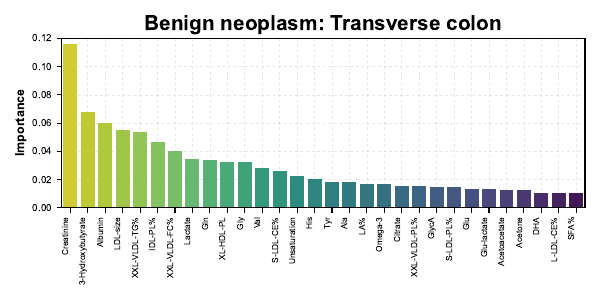 Benign neoplasm: Transverse colon
Importance
0.12
0.10
0.08
0.06
0.04
0.02
0.00
Creatinine
3-Hydroxybutyrate
Albumin
LDL-size
XXL-VLDL-TG%
IDL-PL%
XXL-VLDL-FC%
Lactate
Gln
XL-HDL-PL
Gly
Val
S-LDL-CE%
Unsaturation
His
Tyr
Ala
LA%
Omega-3
Citrate
XXL-VLDL-PL%
GlycA
S-LDL-PL%
Glu
Glu-lactate
Acetoacetate
Acetone
DHA
L-LDL-CE%
SFA%